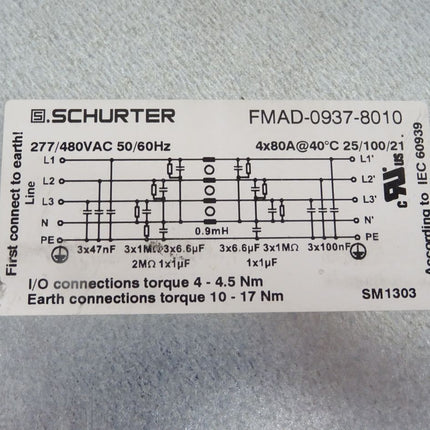 SCHURTER FMAD-0937-8010
277/480VAC 50/60Hz 4x80A@40°C 25/100/21
First connect to earth!
Line
L1 L1'
L2 L2'
L3 L3'
N N'
0.9mH
PE PE
3x47nF 3x1MΩ 3x6.6µF 3x6.6µF 3x1MΩ 3x100nF
2MΩ 1x1µF 1x1µF
I/O connections torque 4 - 4.5 Nm
Earth connections torque 10 - 17 Nm SM1303
c RU us
According to IEC 60939